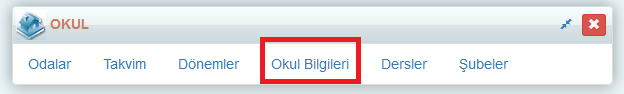 OKUL
Odalar Takvim Dönemler Okul Bilgileri Dersler Şubeler